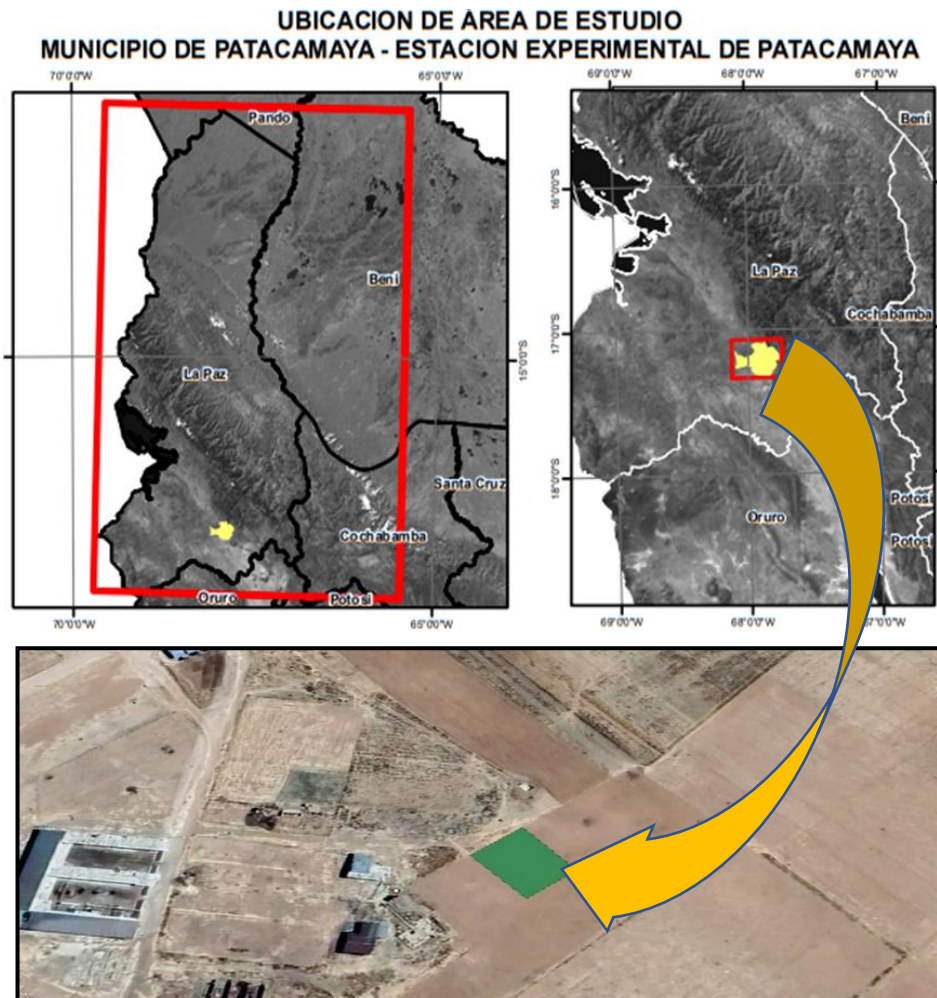 UBICACION DE AREA DE ESTUDIO
MUNICIPIO DE PATACAMAYA - ESTACION EXPERIMENTAL DE PATACAMAYA
70°0'0"W
65°0'0"W
Pando
Beni
La Paz
15°0'0"S
Santa Cruz
Cochabamba
Oruro
Potosi
70°0'0"W
65°0'0"W
69°0'0"W
68°0'0"W
67°0'0"W
Beni
16°0'0"S
La Paz
Cochabamba
17°0'0"S
18°0'0"S
Potosi
Oruro
Potosi
69°0'0"W
68°0'0"W
67°0'0"W